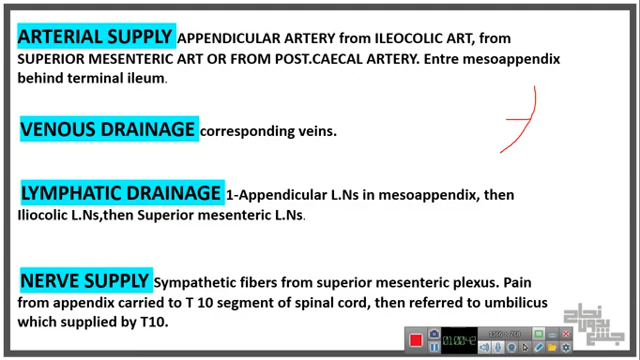 ARTERIAL SUPPLY APPENDICULAR ARTERY from ILEOCOLIC ART, from
SUPERIOR MESENTERIC ART OR FROM POST.CAECAL ARTERY. Entre mesoappendix
behind terminal ileum.
VENOUS DRAINAGE corresponding veins.
LYMPHATIC DRAINAGE 1-Appendicular L.Ns in mesoappendix, then
Iliocolic L.Ns,then Superior mesenteric L.Ns.
NERVE SUPPLY Sympathetic fibers from superior mesenteric plexus. Pain
from appendix carried to T 10 segment of spinal cord, then referred to umbilicus
which supplied by T10.
نجاح
بدون